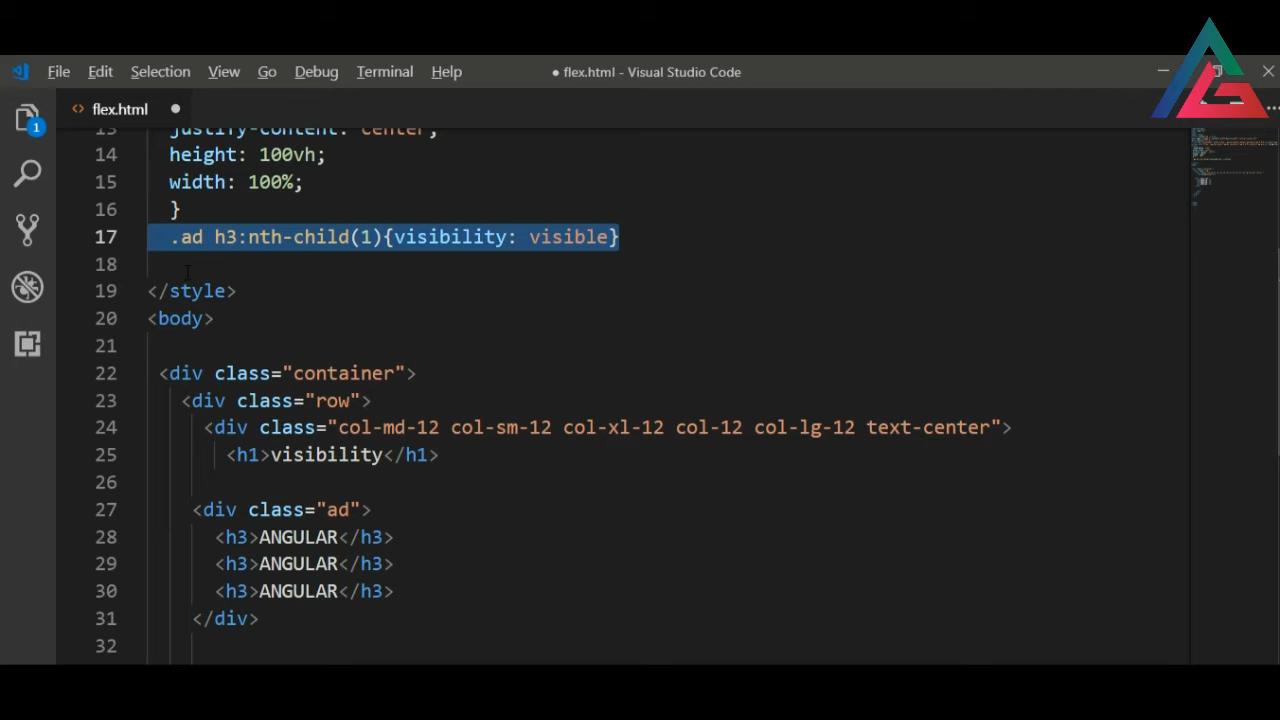 File Edit Selection View Go Debug Terminal Help ● flex.html - Visual Studio Code
flex.html
1
13 justify-content: center;
14 height: 100vh;
15 width: 100%;
16 }
17 .ad h3:nth-child(1){visibility: visible}
18
19 </style>
20 <body>
21
22 <div class="container">
23 <div class="row">
24 <div class="col-md-12 col-sm-12 col-xl-12 col-12 col-lg-12 text-center">
25 <h1>visibility</h1>
26
27 <div class="ad">
28 <h3>ANGULAR</h3>
29 <h3>ANGULAR</h3>
30 <h3>ANGULAR</h3>
31 </div>
32